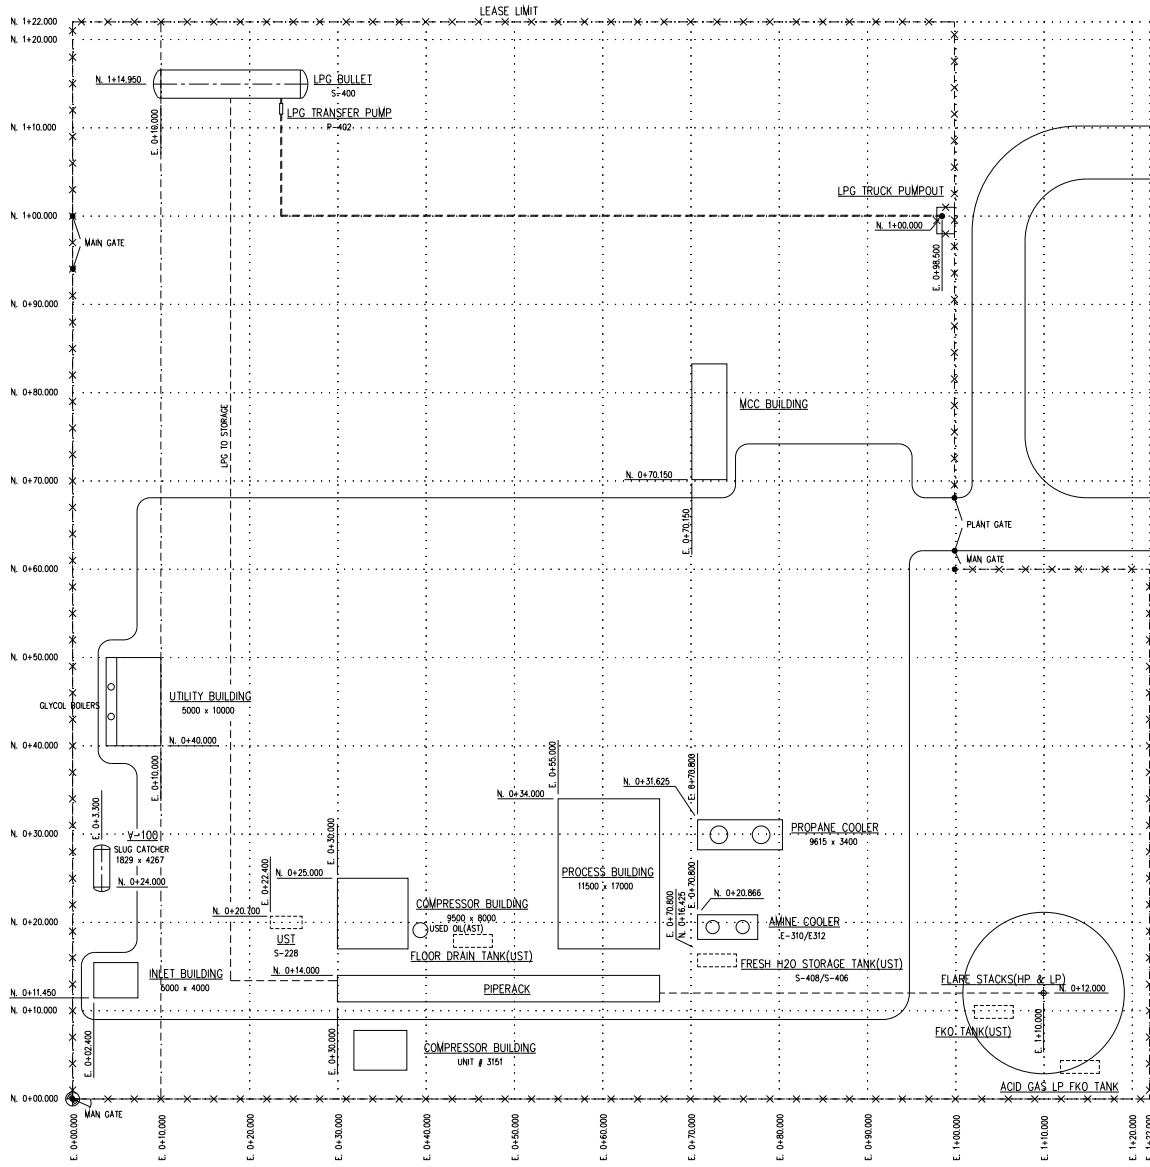 LEASE LIMIT
N. 1+22.000
N. 1+20.000
N. 1+14.950
LPG BULLET
S-400
LPG TRANSFER PUMP
P-402
N. 1+10.000
E. 0+10.000
LPG TRUCK PUMPOUT
N. 1+00.000
N. 1+00.000
MAIN GATE
E. 0+98.500
N. 0+90.000
N. 0+80.000
MCC BUILDING
LPG TO STORAGE
N. 0+70.000
N. 0+70.150
E. 0+70.150
PLANT GATE
MAN GATE
N. 0+60.000
N. 0+50.000
UTILITY BUILDING
5000 x 10000
GLYCOL BOILERS
N. 0+40.000
N. 0+40.000
E. 0+10.000
E. 0+55.000
E. 0+70.800
N. 0+31.625
N. 0+34.000
E. 0+3.300
N. 0+30.000
V-100
SLUG CATCHER
1829 x 4267
N. 0+24.000
E. 0+30.000
PROPANE COOLER
9615 x 3400
N. 0+25.000
E. 0+22.400
PROCESS BUILDING
11500 x 17000
E. 0+70.800
N. 0+20.866
COMPRESSOR BUILDING
9500 x 8000
USED OIL(AST)
N. 0+20.000
N. 0+20.700
UST
S-228
FLOOR DRAIN TANK(UST)
E. 0+70.800
N. 0+16.425
AMINE COOLER
E-310/E312
FRESH H2O STORAGE TANK(UST)
S-408/S-406
INLET BUILDING
6000 x 4000
N. 0+14.000
PIPERACK
FLARE STACKS(HP & LP)
N. 0+12.000
N. 0+11.450
N. 0+10.000
FKO TANK(UST)
E. 1+10.000
E. 0+02.400
E. 0+30.000
COMPRESSOR BUILDING
UNIT # 3151
ACID GAS LP FKO TANK
N. 0+00.000
MAN GATE
E. 0+00.000
E. 0+10.000
E. 0+20.000
E. 0+30.000
E. 0+40.000
E. 0+50.000
E. 0+60.000
E. 0+70.000
E. 0+80.000
E. 0+90.000
E. 1+00.000
E. 1+10.000
E. 1+20.000
E. 1+22.000